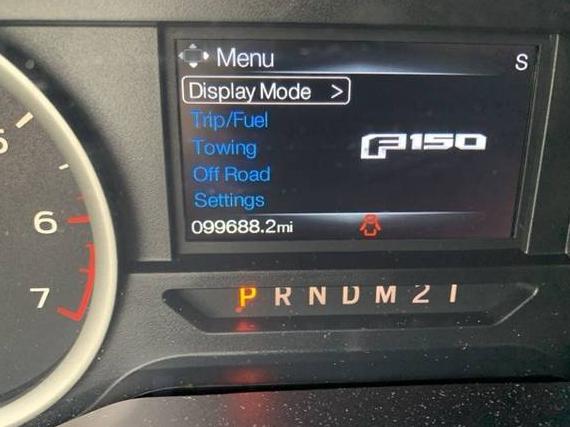 Menu
S
Display Mode >
Trip/Fuel
Towing
F150
Off Road
Settings
099688.2mi
6
7
P R N D M 2 1